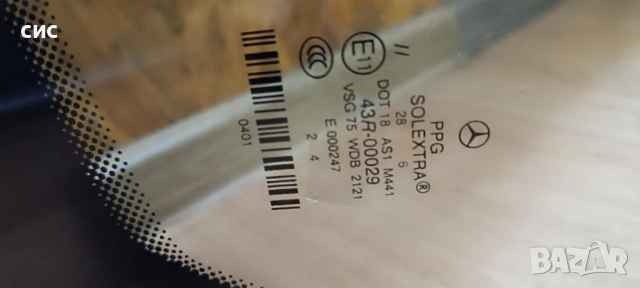 сис
//
PPG
SOLEXTRA®
28 6
DOT 18 AS1 M441
43R-00029
VSG 75 WDB 2121
E 000247
2 4
E11
CCC
0401
BAZAR